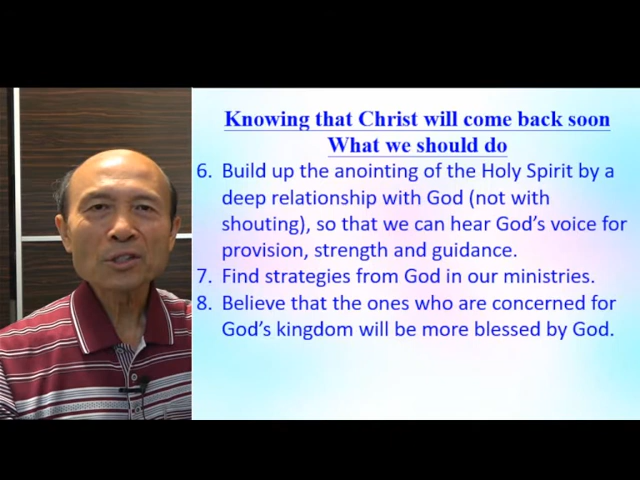 Knowing that Christ will come back soon
What we should do
6. Build up the anointing of the Holy Spirit by a
deep relationship with God (not with
shouting), so that we can hear God's voice for
provision, strength and guidance.
7. Find strategies from God in our ministries.
8. Believe that the ones who are concerned for
God's kingdom will be more blessed by God.